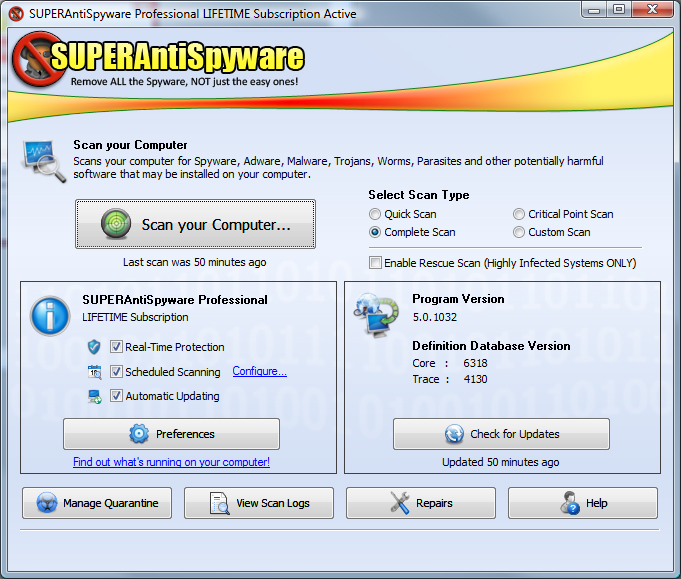 SUPERAntiSpyware Professional LIFETIME Subscription Active
SUPERAntiSpyware
Remove ALL the Spyware, NOT just the easy ones!
Scan your Computer
Scans your computer for Spyware, Adware, Malware, Trojans, Worms, Parasites and other potentially harmful
software that may be installed on your computer.
Scan your Computer...
Last scan was 50 minutes ago
Select Scan Type
Quick Scan
Critical Point Scan
Complete Scan
Custom Scan
Enable Rescue Scan (Highly Infected Systems ONLY)
SUPERAntiSpyware Professional
LIFETIME Subscription
Real-Time Protection
Scheduled Scanning Configure...
Automatic Updating
Preferences
Find out what's running on your computer!
Program Version
5.0.1032
Definition Database Version
Core : 6318
Trace : 4130
Check for Updates
Updated 50 minutes ago
Manage Quarantine
View Scan Logs
Repairs
Help